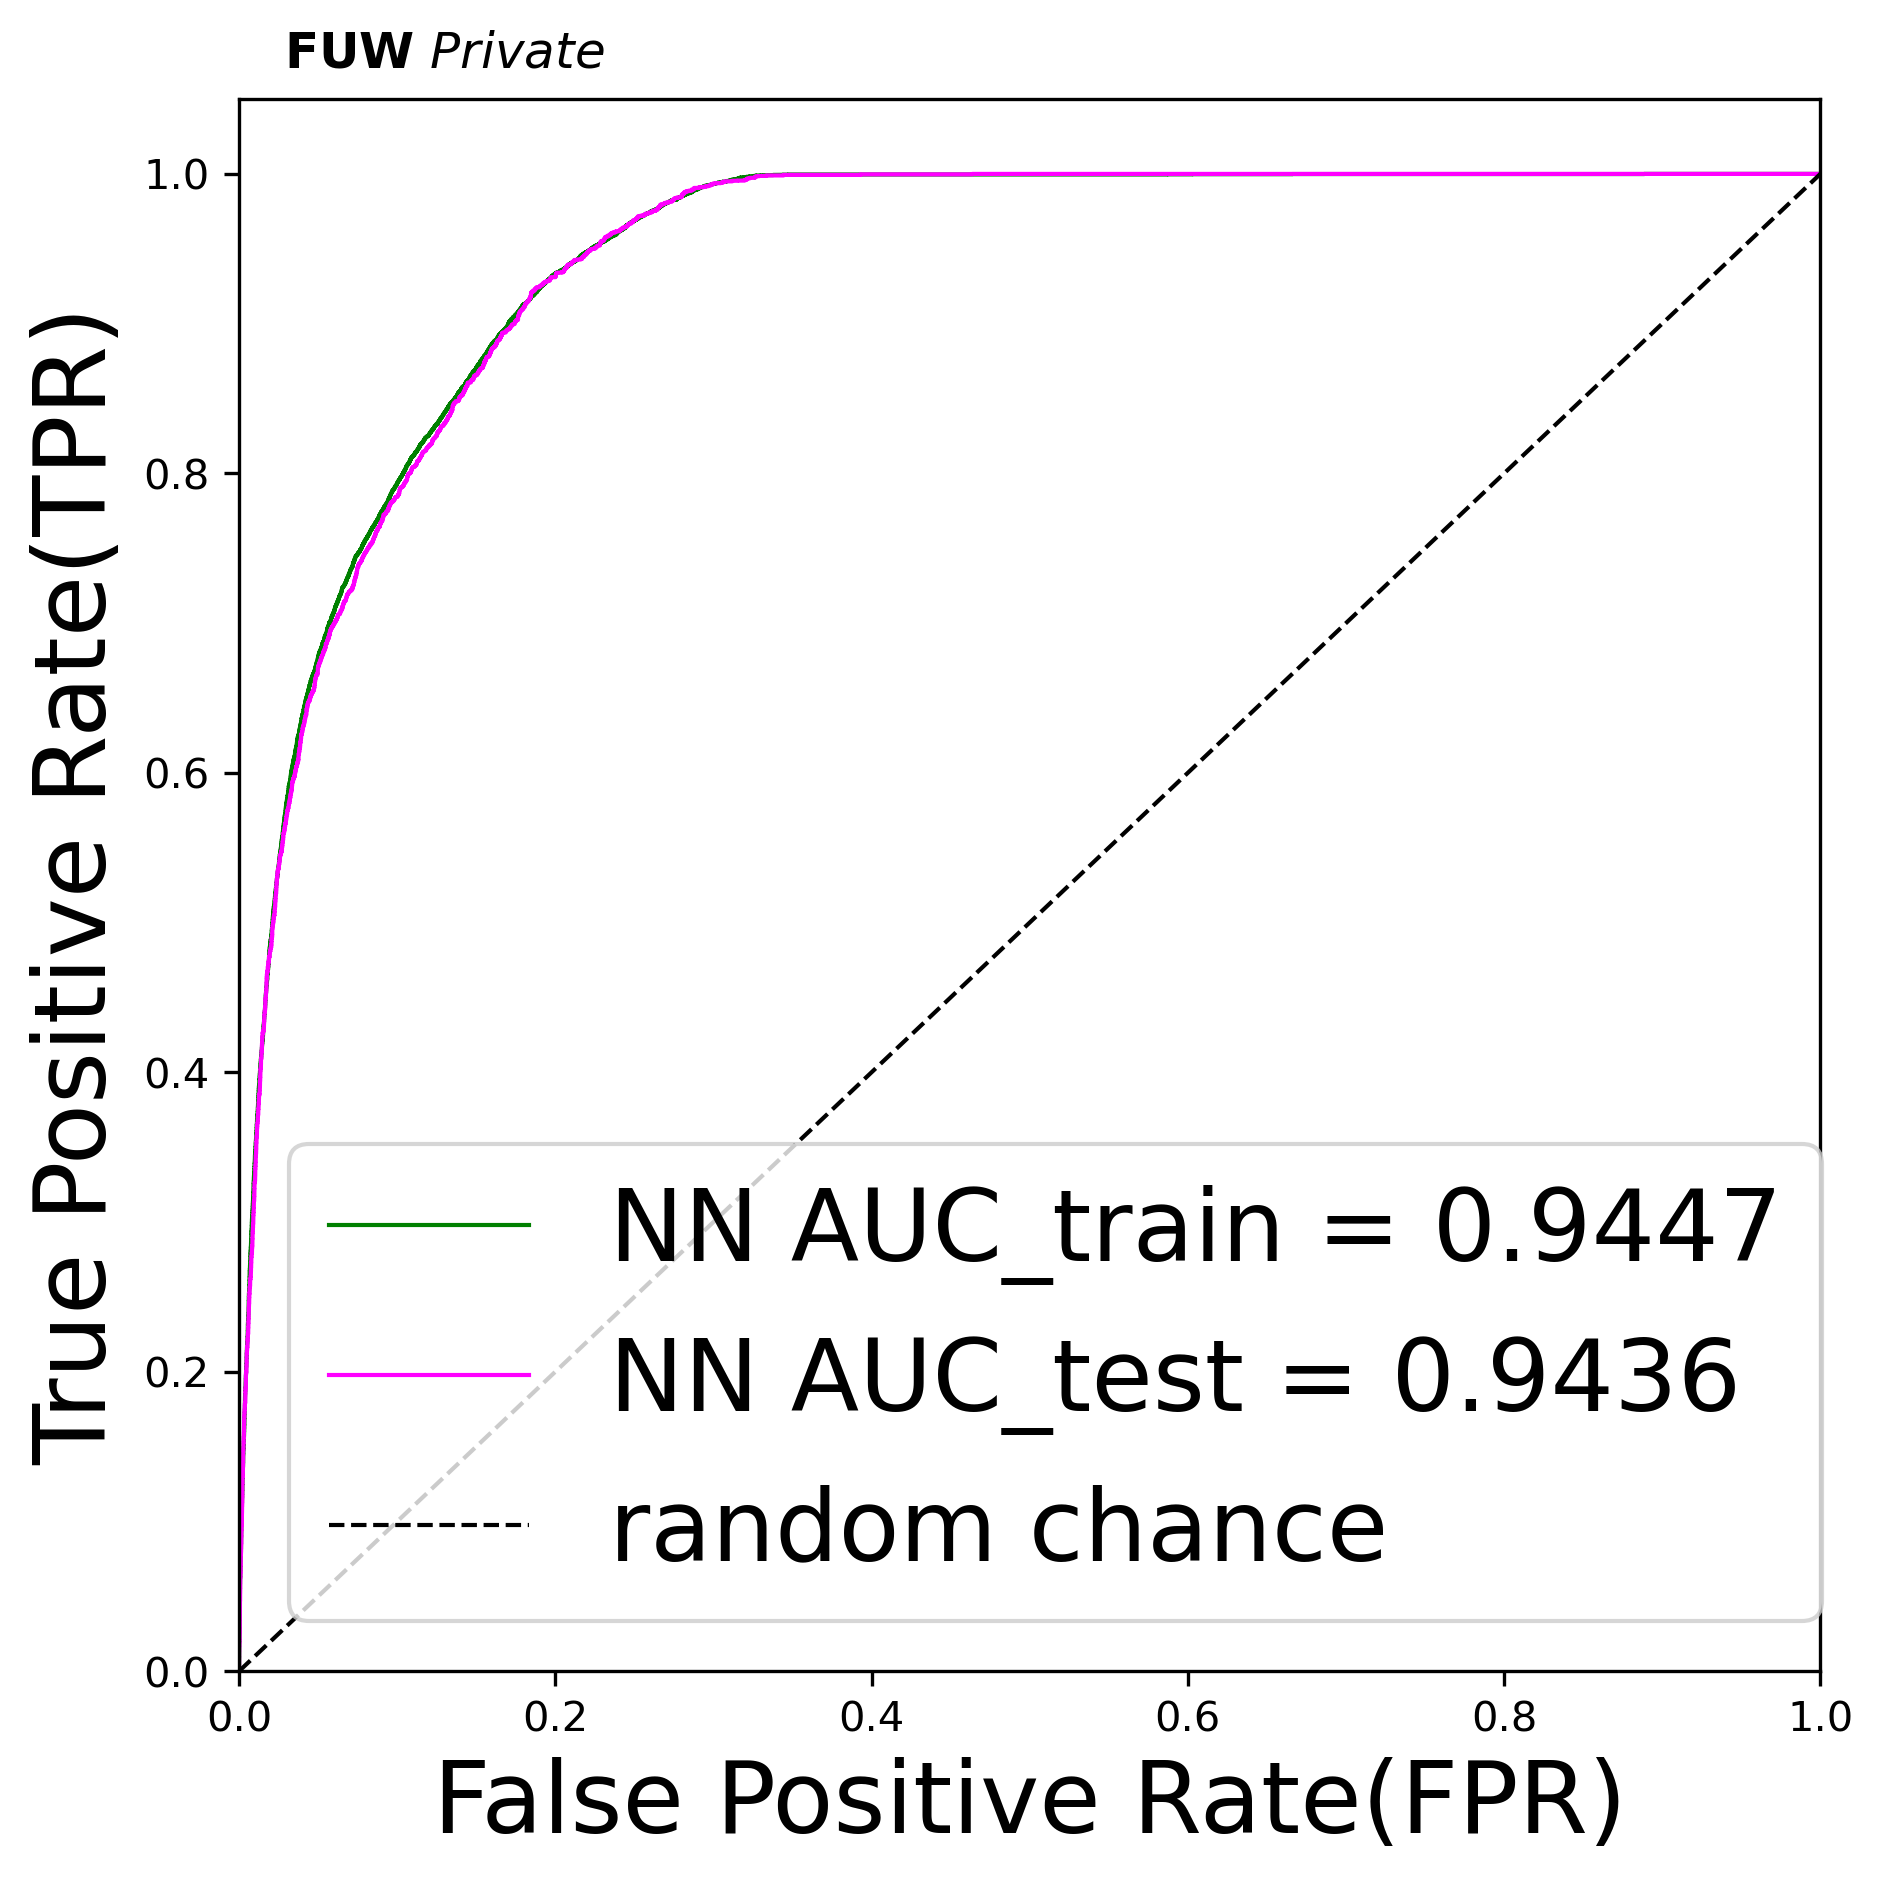 FUW Private
True Positive Rate(TPR)
1.0
0.8
0.6
0.4
0.2
0.0
NN AUC_train = 0.9447
NN AUC_test = 0.9436
random chance
0.0 0.2 0.4 0.6 0.8 1.0
False Positive Rate(FPR)